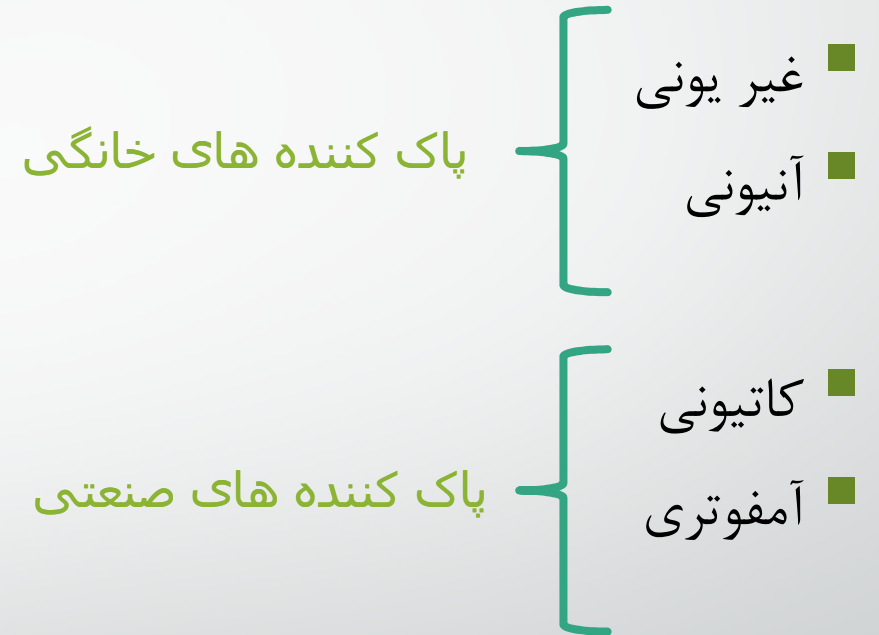 غیر یونی
آنیونی
پاک کننده های خانگی
کاتیونی
آمفوتری
پاک کننده های صنعتی